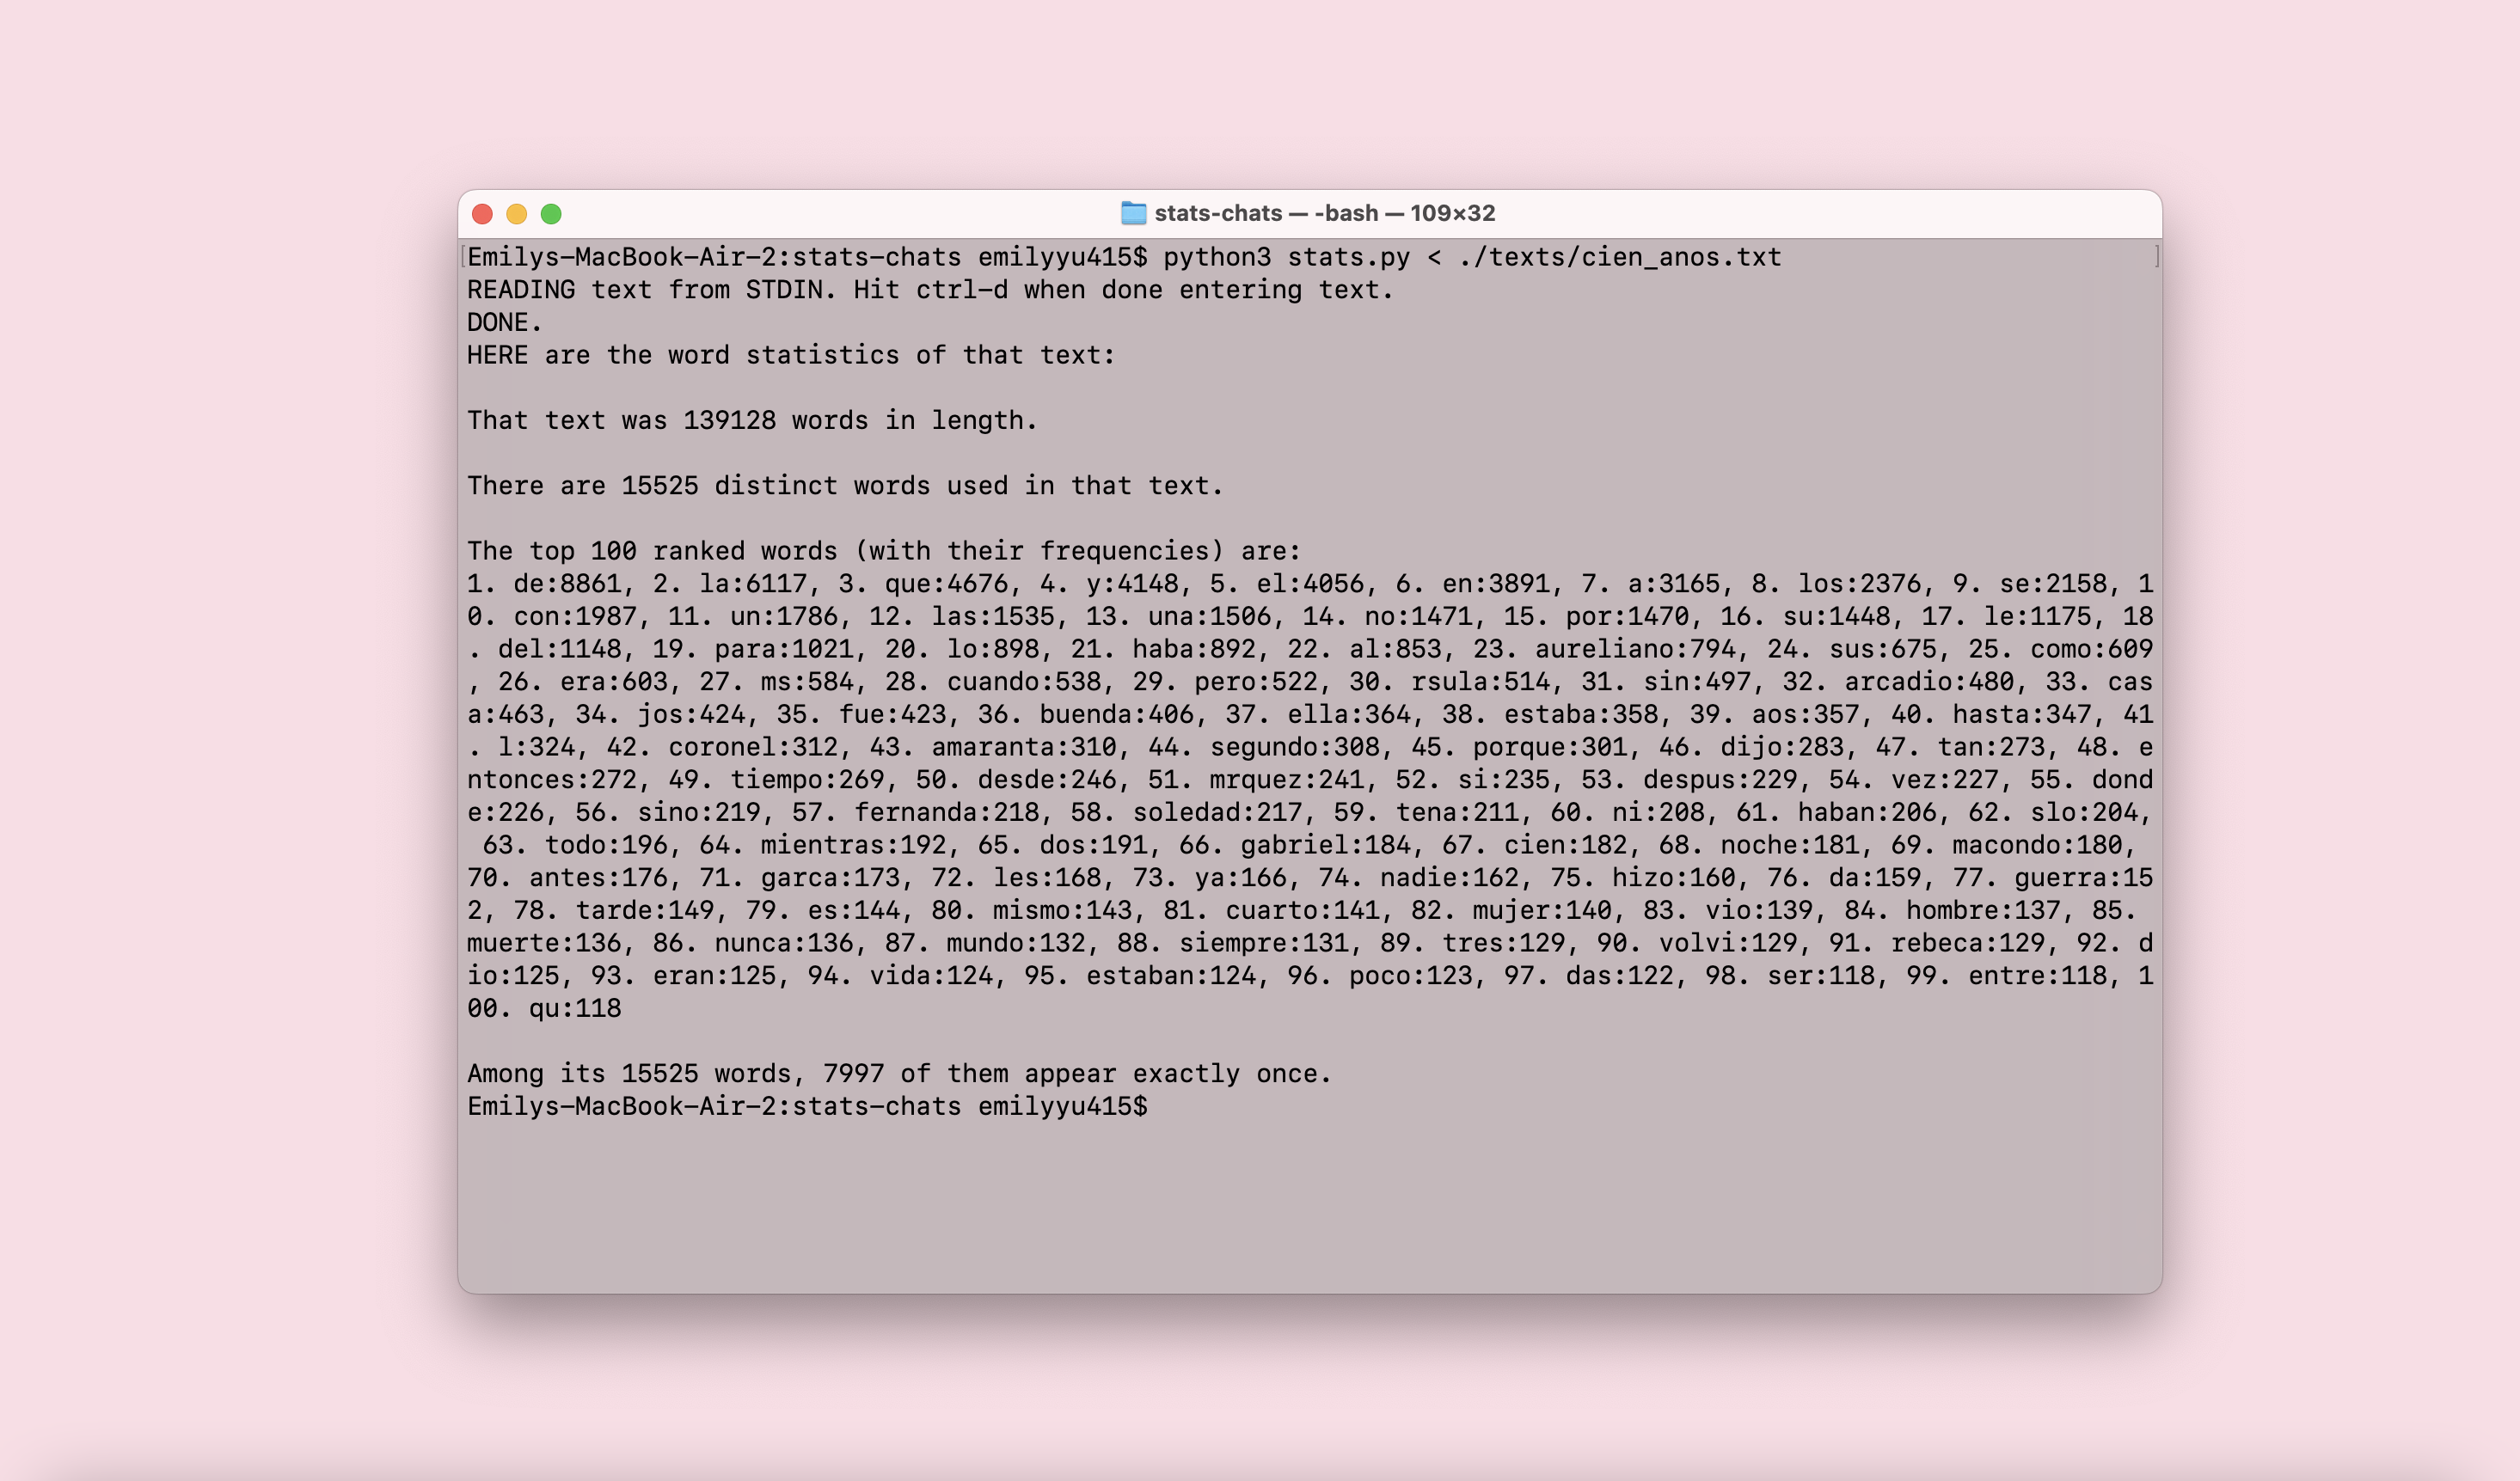 stats-chats — -bash — 109×32
Emilys-MacBook-Air-2:stats-chats emilyyu415$ python3 stats.py < ./texts/cien_anos.txt
READING text from STDIN. Hit ctrl-d when done entering text.
DONE.
HERE are the word statistics of that text:
That text was 139128 words in length.
There are 15525 distinct words used in that text.
The top 100 ranked words (with their frequencies) are:
1. de:8861, 2. la:6117, 3. que:4676, 4. y:4148, 5. el:4056, 6. en:3891, 7. a:3165, 8. los:2376, 9. se:2158, 1
0. con:1987, 11. un:1786, 12. las:1535, 13. una:1506, 14. no:1471, 15. por:1470, 16. su:1448, 17. le:1175, 18
. del:1148, 19. para:1021, 20. lo:898, 21. haba:892, 22. al:853, 23. aureliano:794, 24. sus:675, 25. como:609
, 26. era:603, 27. ms:584, 28. cuando:538, 29. pero:522, 30. rsula:514, 31. sin:497, 32. arcadio:480, 33. cas
a:463, 34. jos:424, 35. fue:423, 36. buenda:406, 37. ella:364, 38. estaba:358, 39. aos:357, 40. hasta:347, 41
. l:324, 42. coronel:312, 43. amaranta:310, 44. segundo:308, 45. porque:301, 46. dijo:283, 47. tan:273, 48. e
ntonces:272, 49. tiempo:269, 50. desde:246, 51. mrquez:241, 52. si:235, 53. despus:229, 54. vez:227, 55. dond
e:226, 56. sino:219, 57. fernanda:218, 58. soledad:217, 59. tena:211, 60. ni:208, 61. haban:206, 62. slo:204,
63. todo:196, 64. mientras:192, 65. dos:191, 66. gabriel:184, 67. cien:182, 68. noche:181, 69. macondo:180,
70. antes:176, 71. garca:173, 72. les:168, 73. ya:166, 74. nadie:162, 75. hizo:160, 76. da:159, 77. guerra:15
2, 78. tarde:149, 79. es:144, 80. mismo:143, 81. cuarto:141, 82. mujer:140, 83. vio:139, 84. hombre:137, 85.
muerte:136, 86. nunca:136, 87. mundo:132, 88. siempre:131, 89. tres:129, 90. volvi:129, 91. rebeca:129, 92. d
io:125, 93. eran:125, 94. vida:124, 95. estaban:124, 96. poco:123, 97. das:122, 98. ser:118, 99. entre:118, 1
00. qu:118
Among its 15525 words, 7997 of them appear exactly once.
Emilys-MacBook-Air-2:stats-chats emilyyu415$